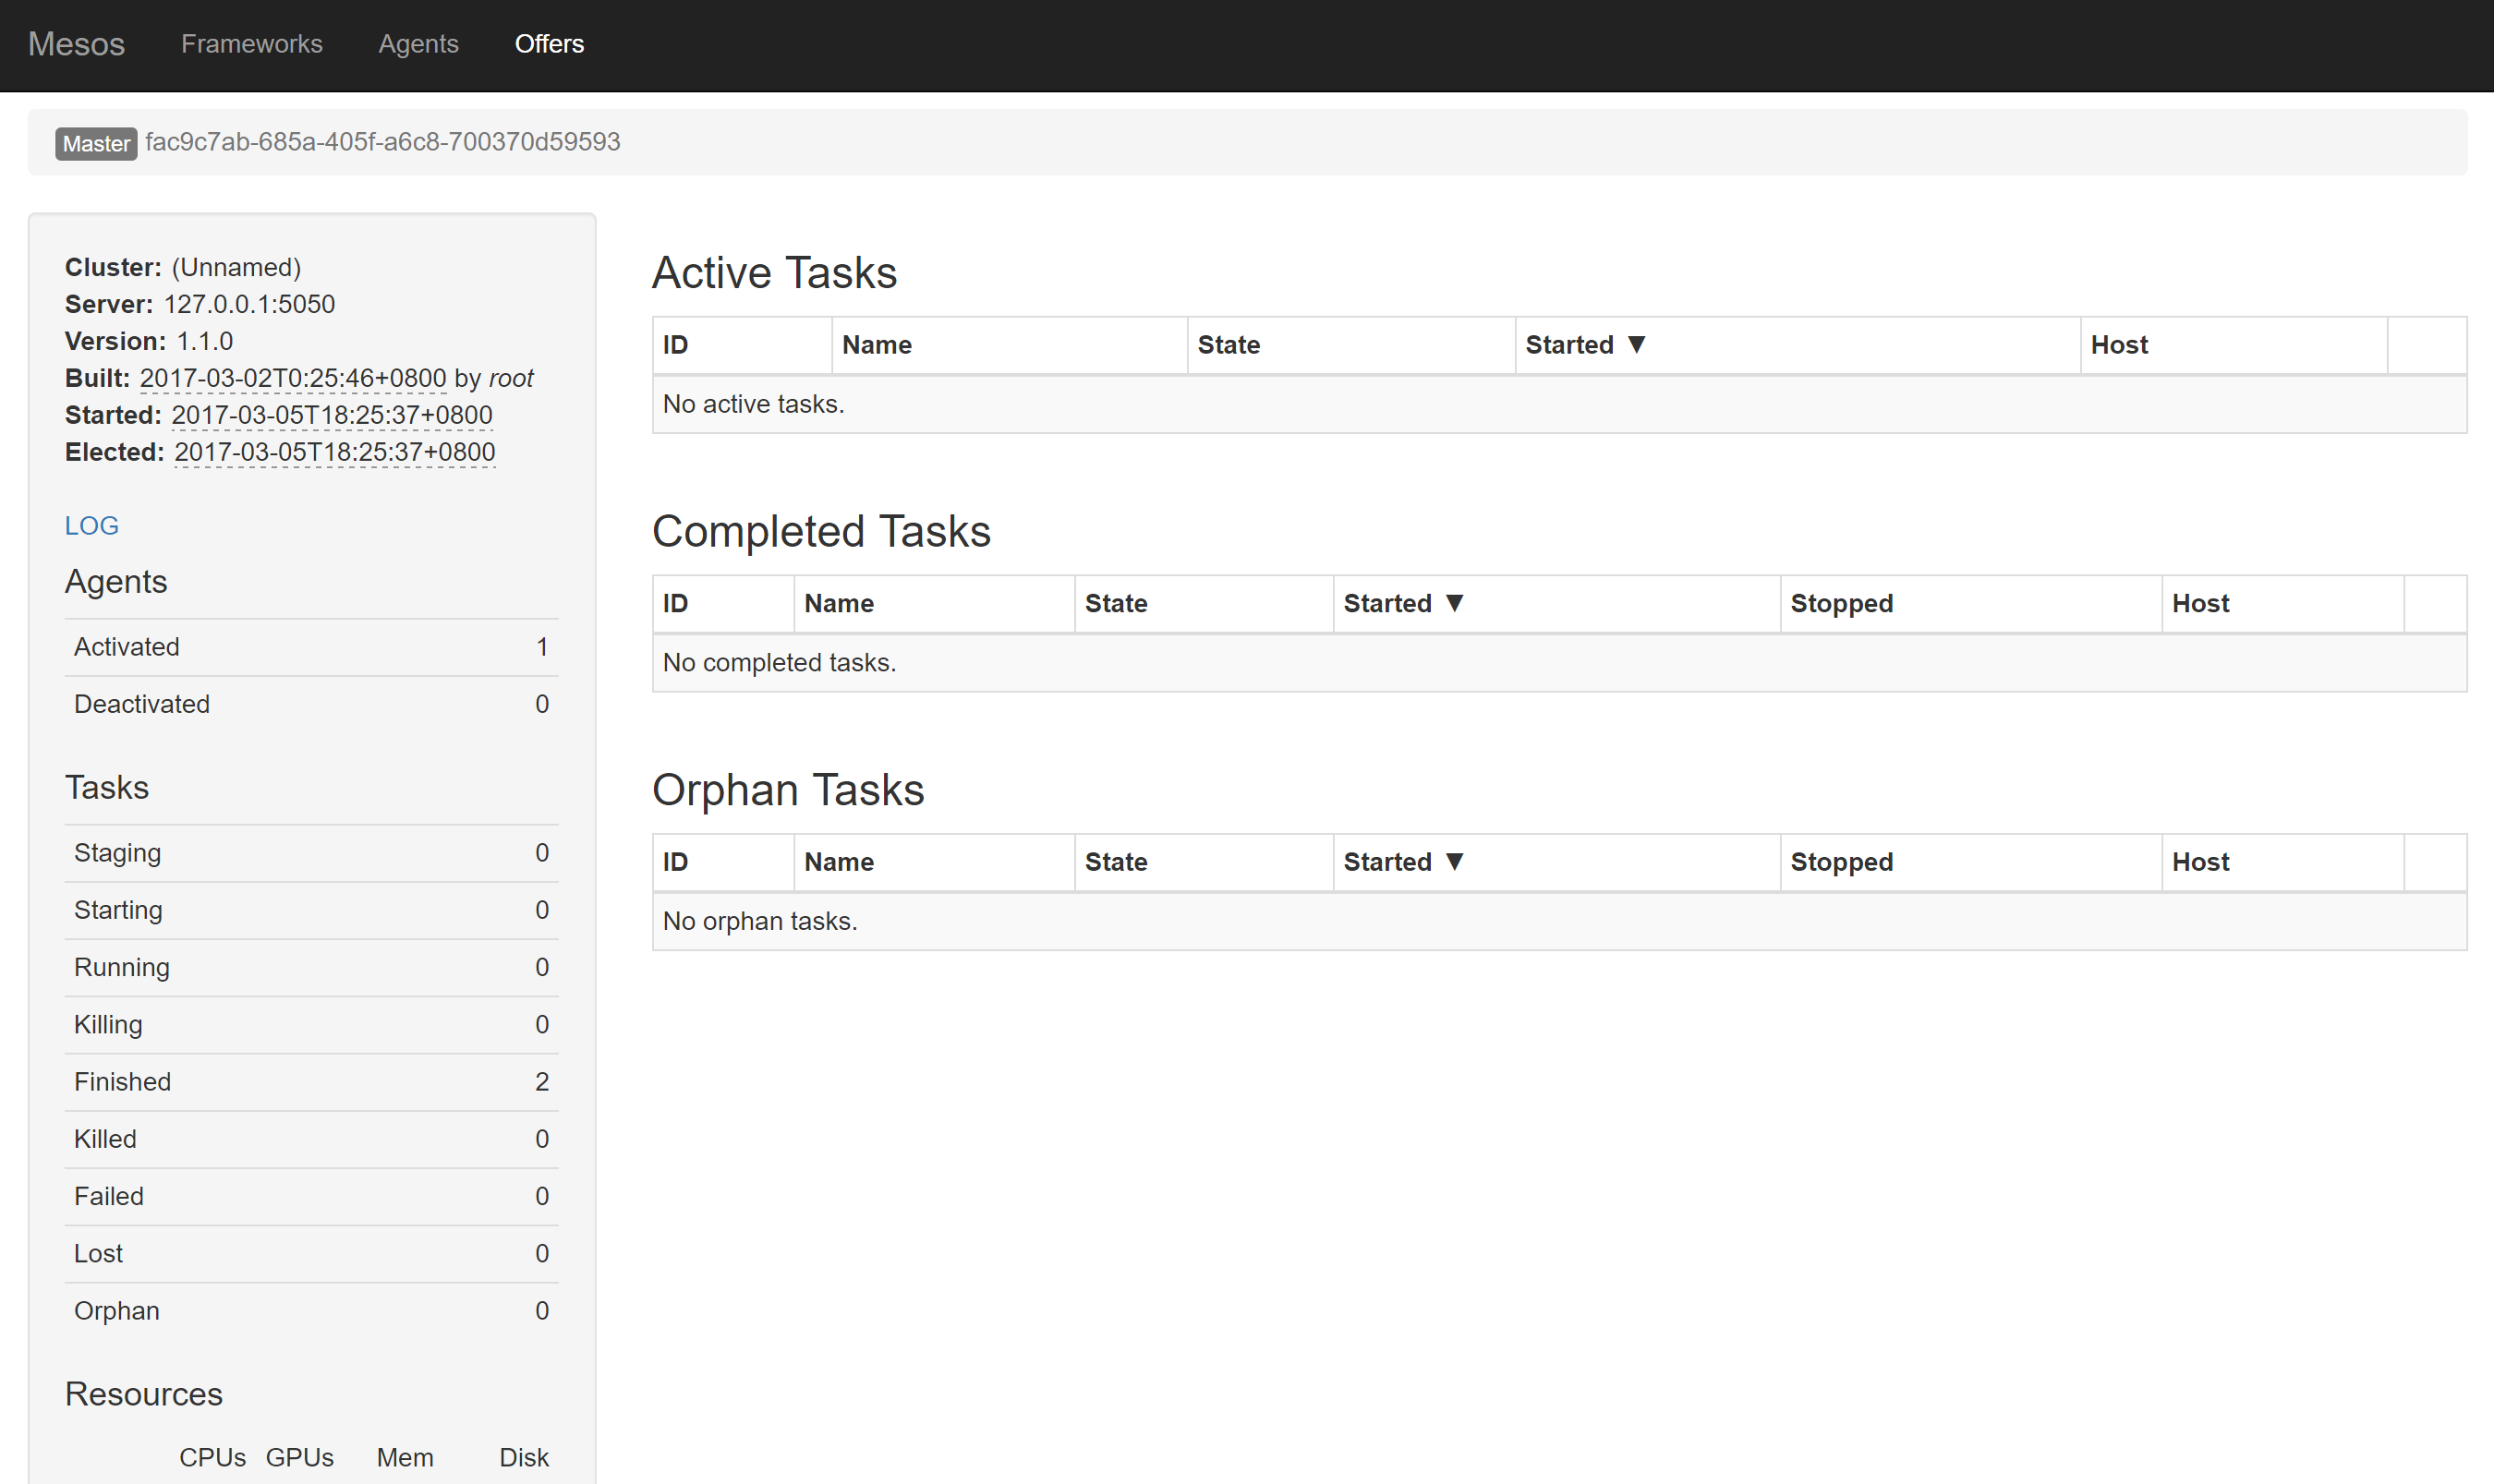 Mesos Frameworks Agents Offers
Master fac9c7ab-685a-405f-a6c8-700370d59593
Cluster: (Unnamed)
Server: 127.0.0.1:5050
Version: 1.1.0
Built: 2017-03-02T0:25:46+0800 by root
Started: 2017-03-05T18:25:37+0800
Elected: 2017-03-05T18:25:37+0800
LOG
Agents
Activated 1
Deactivated 0
Tasks
Staging 0
Starting 0
Running 0
Killing 0
Finished 2
Killed 0
Failed 0
Lost 0
Orphan 0
Resources
CPUs GPUs Mem Disk
Active Tasks
ID Name State Started ▼ Host
No active tasks.
Completed Tasks
ID Name State Started ▼ Stopped Host
No completed tasks.
Orphan Tasks
ID Name State Started ▼ Stopped Host
No orphan tasks.